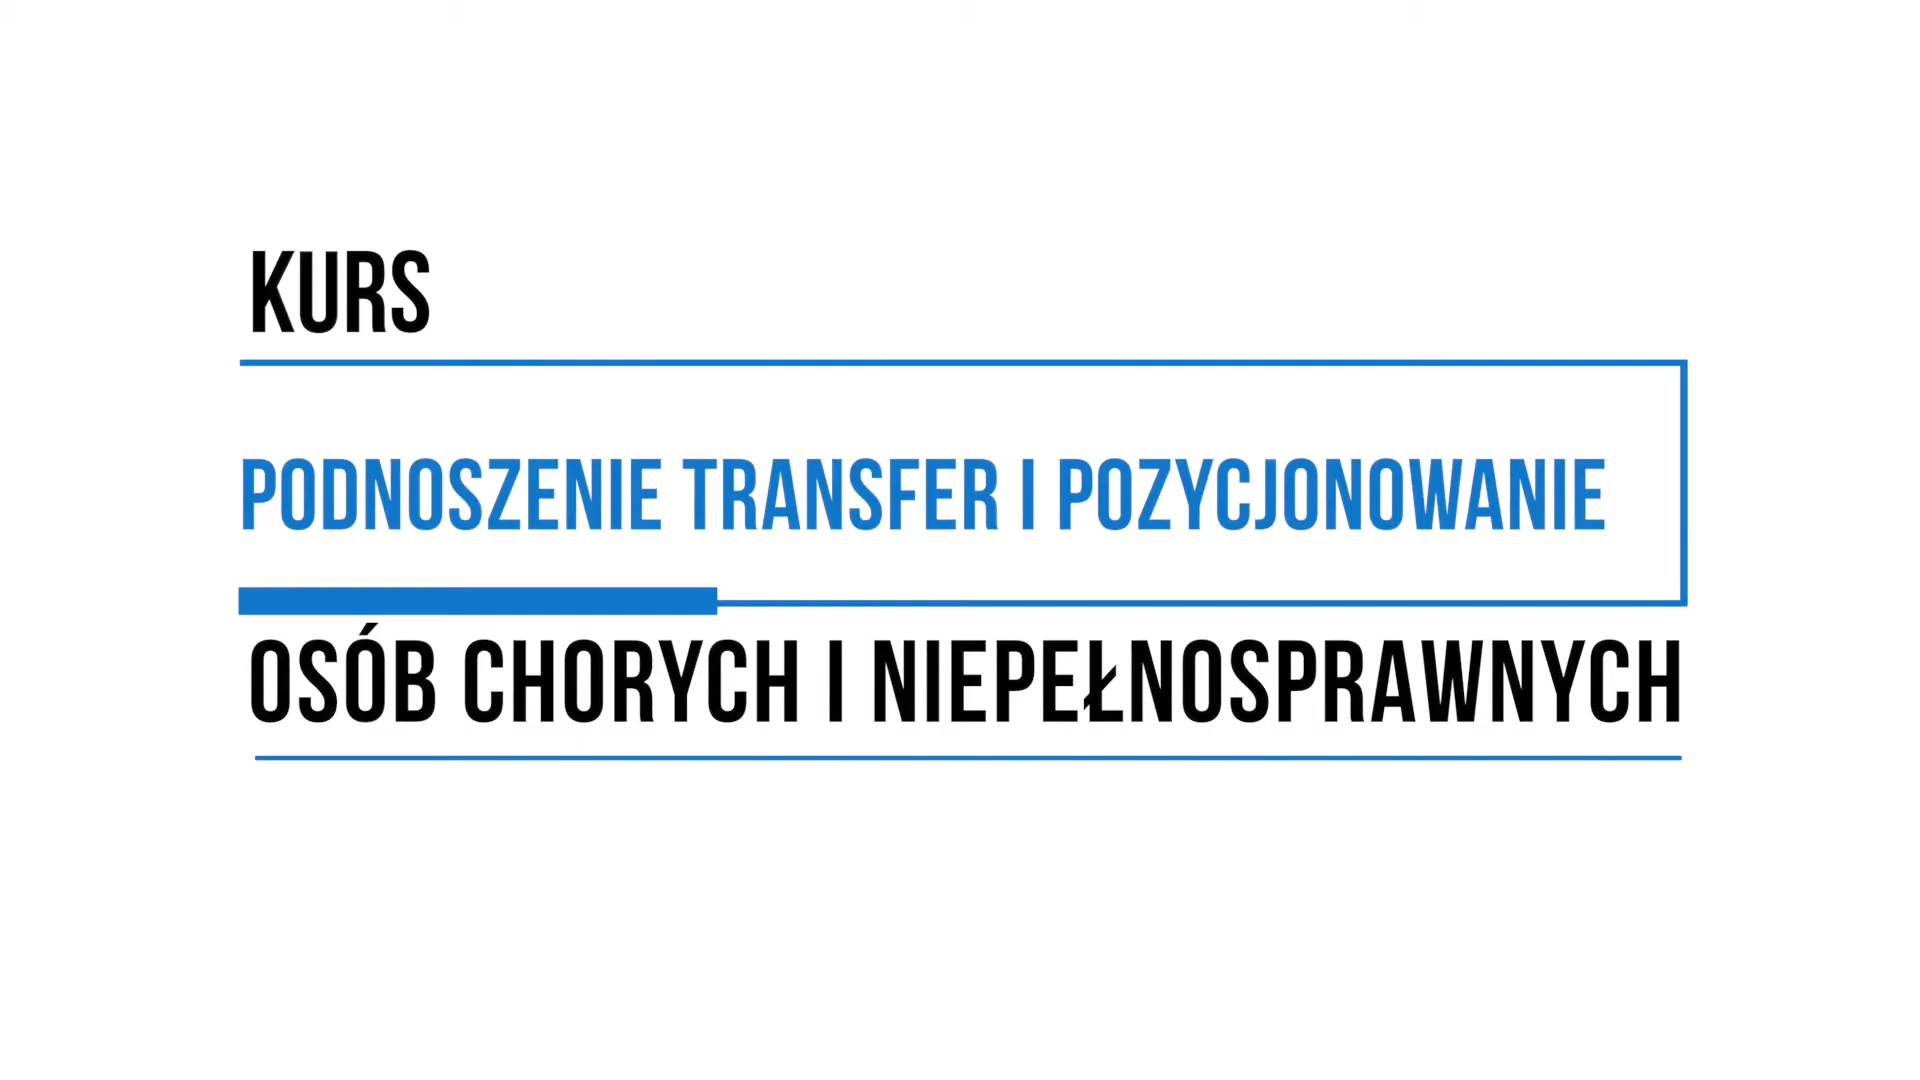 KURS
PODNOSZENIE TRANSFER I POZYCJONOWANIE
OSÓB CHORYCH I NIEPEŁNOSPRAWNYCH